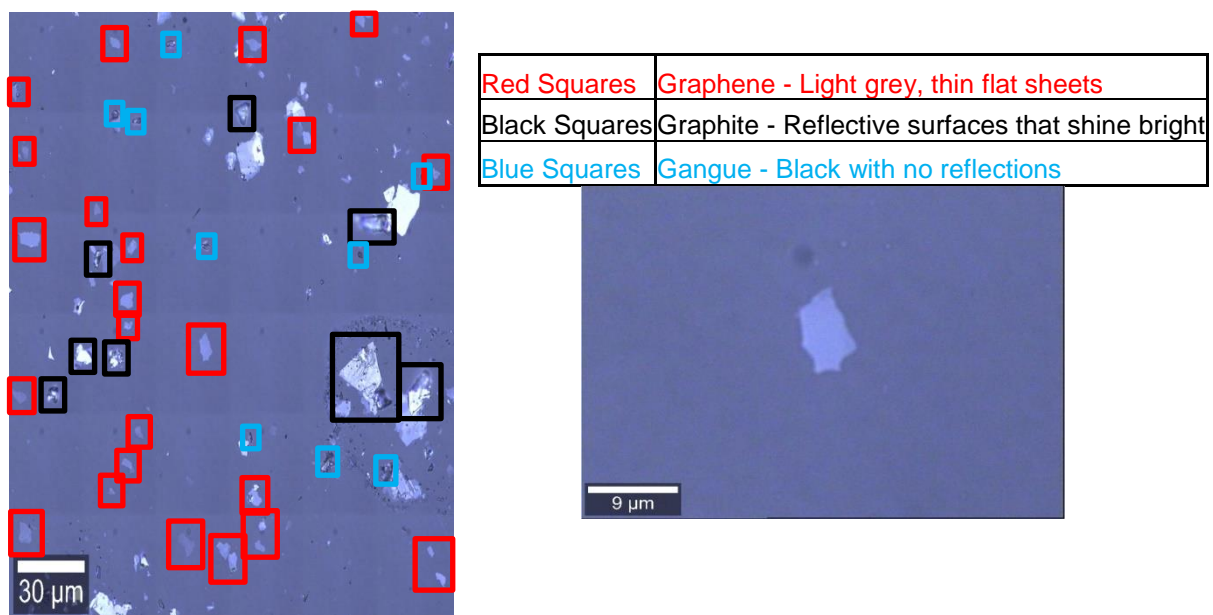 Red Squares Graphene - Light grey, thin flat sheets
Black Squares Graphite - Reflective surfaces that shine bright
Blue Squares Gangue - Black with no reflections
9 µm
30 µm